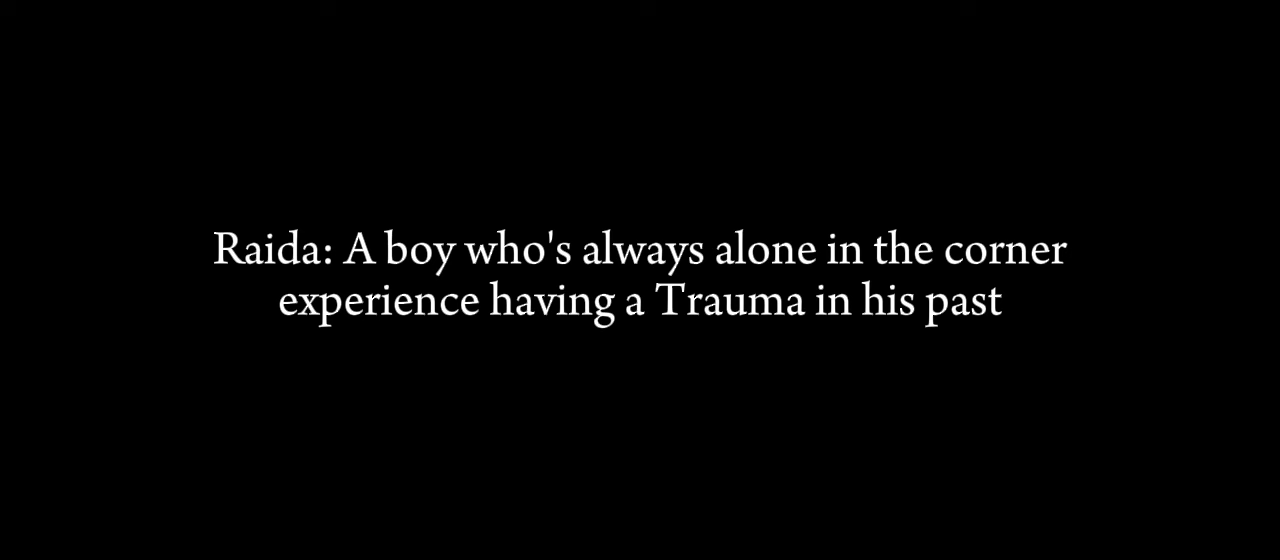 Raida: A boy who's always alone in the corner
experience having a Trauma in his past